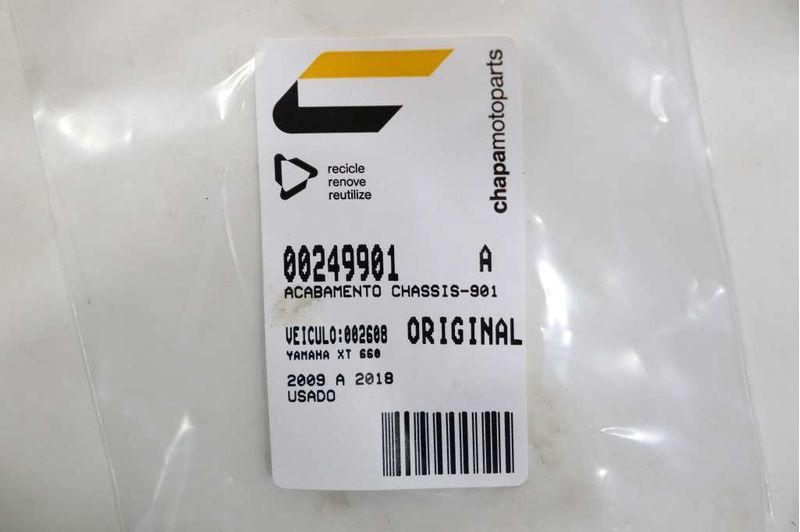 chapamotoparts
recicle
renove
reutilize
00249901 A
ACABAMENTO CHASSIS-901
VEICULO:002608 ORIGINAL
YAMAHA XT 660
2009 A 2018
USADO